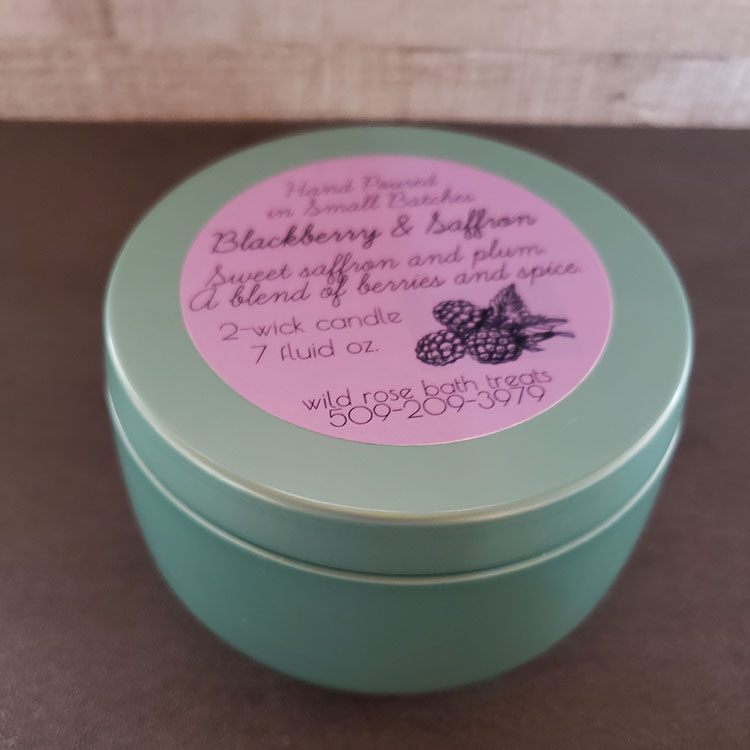 Hand Poured
in Small Batches
Blackberry & Saffron
Sweet saffron and plum.
A blend of berries and spice.
2-wick candle
7 fluid oz.
wild rose bath treats
509-209-3979